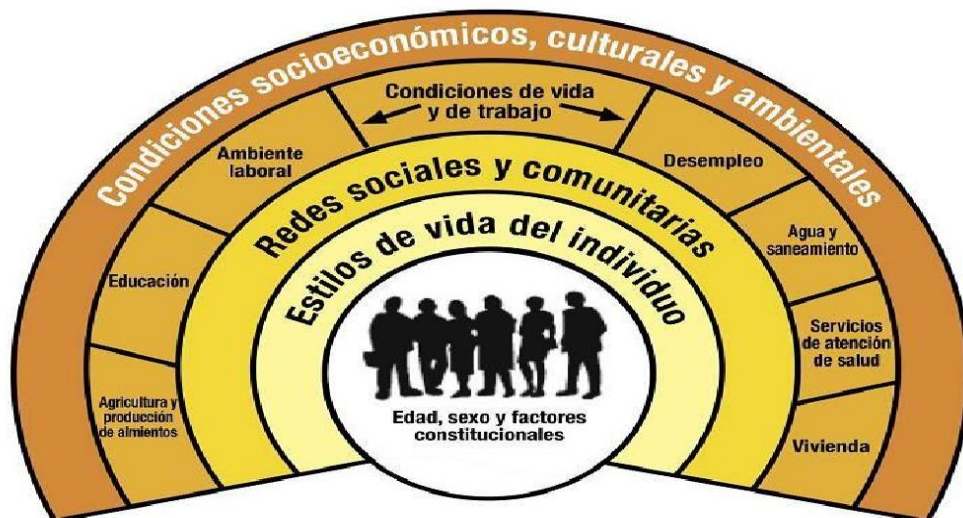 Condiciones socioeconómicos, culturales y ambientales
Condiciones de vida
y de trabajo
Ambiente
laboral
Desempleo
Redes sociales y comunitarias
Agua y
saneamiento
Estilos de vida del individuo
Educación
Servicios
de atención
de salud
Agricultura y
producción
de almientos
Edad, sexo y factores
constitucionales
Vivienda